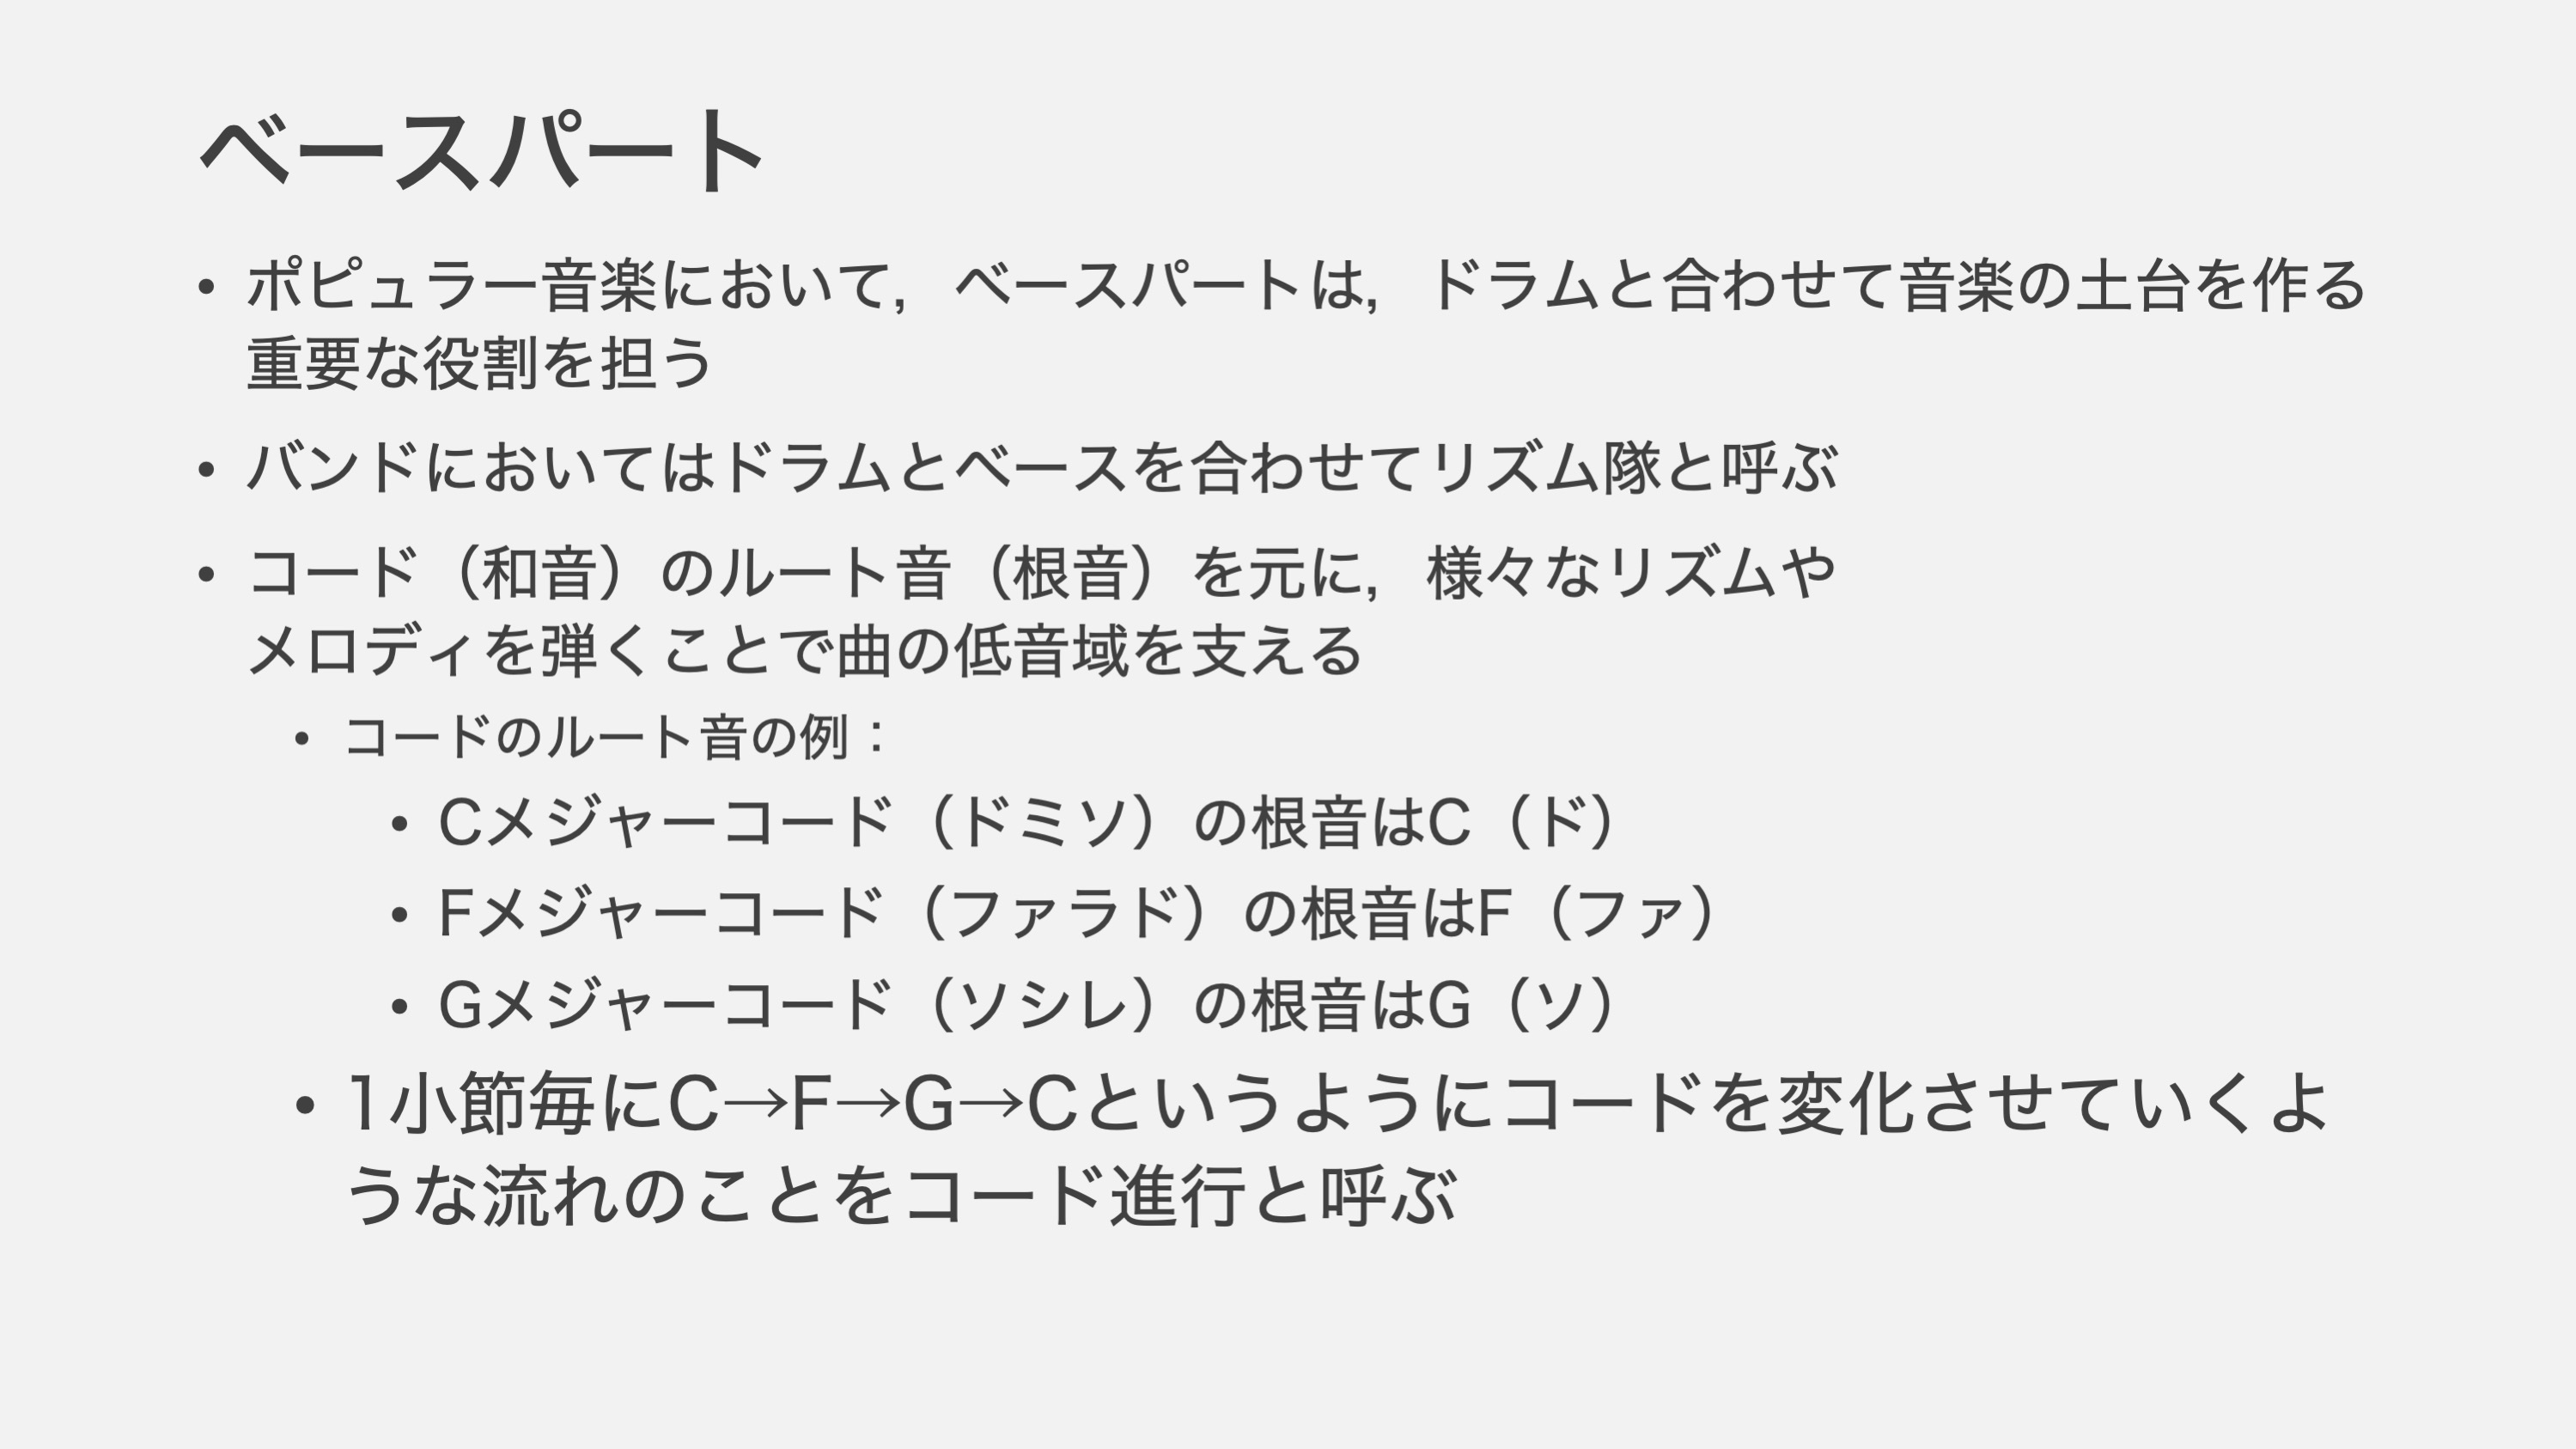 ベースパート
• ポピュラー音楽において，ベースパートは，ドラムと合わせて音楽の土台を作る
重要な役割を担う
• バンドにおいてはドラムとベースを合わせてリズム隊と呼ぶ
• コード（和音）のルート音（根音）を元に，様々なリズムや
メロディを弾くことで曲の低音域を支える
• コードのルート音の例：
• Cメジャーコード（ドミソ）の根音はC（ド）
• Fメジャーコード（ファラド）の根音はF（ファ）
• Gメジャーコード（ソシレ）の根音はG（ソ）
• 1小節毎にC→F→G→Cというようにコードを変化させていくよ
うな流れのことをコード進行と呼ぶ